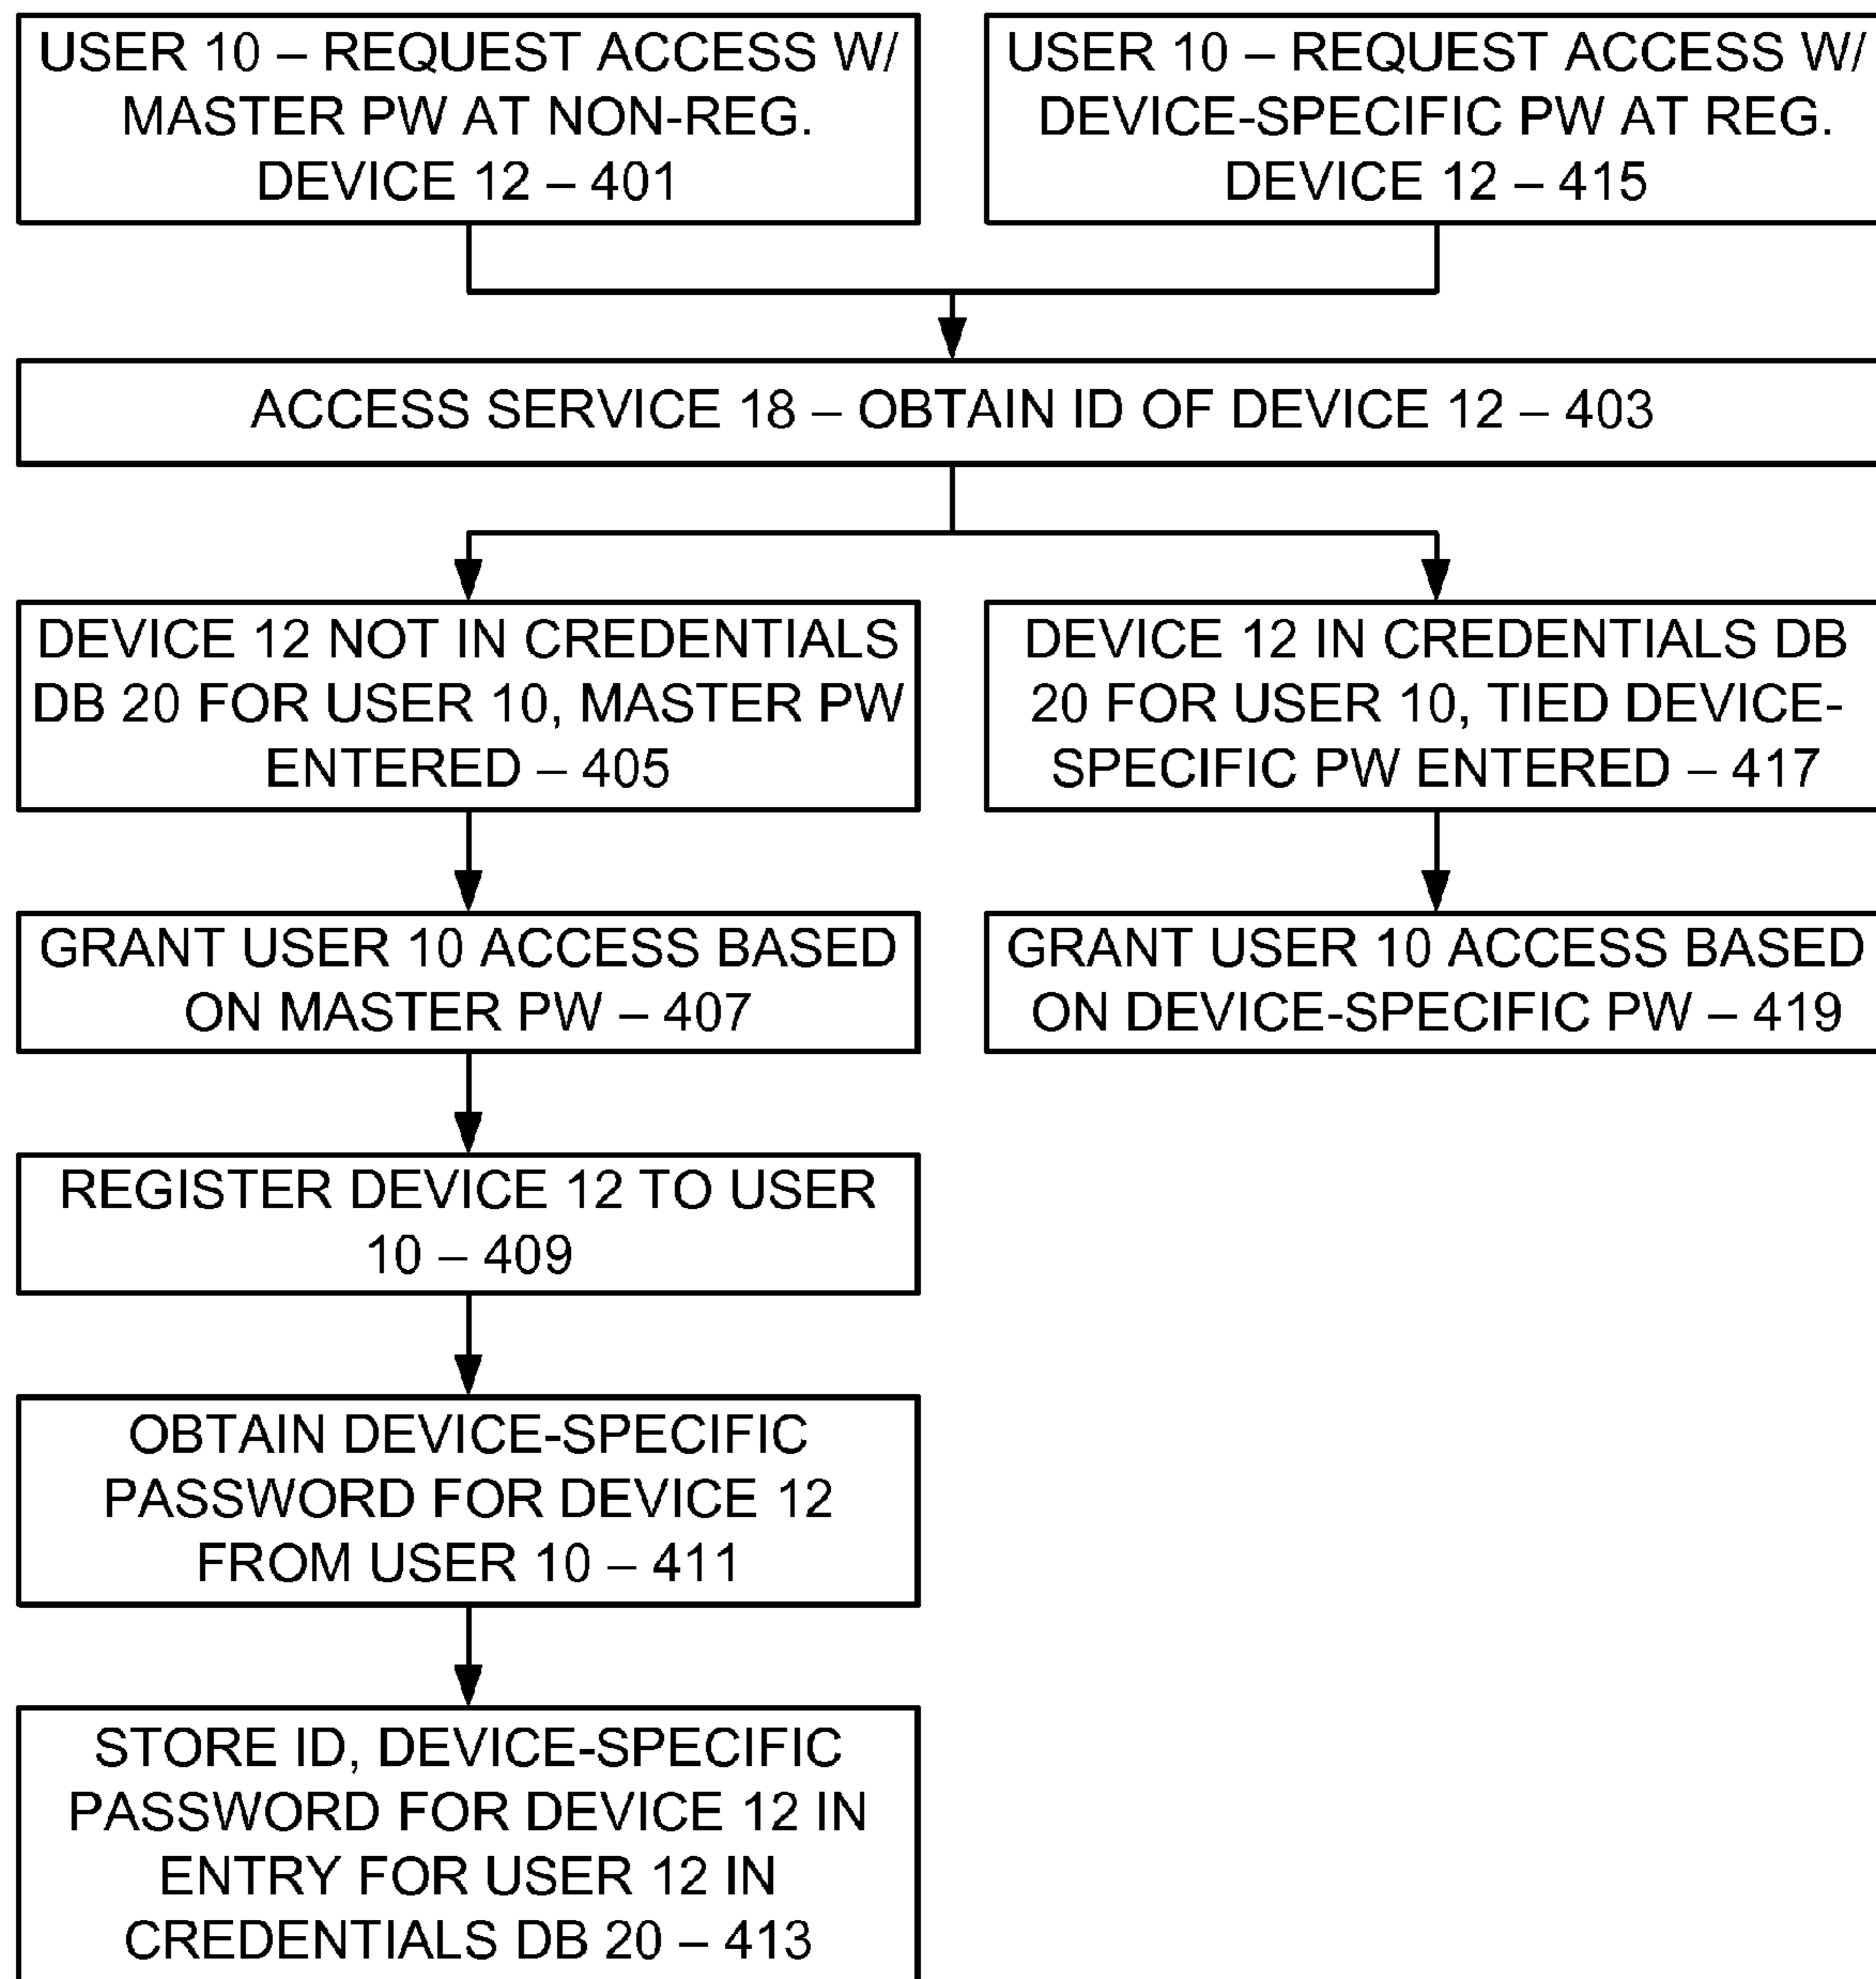 USER 10 – REQUEST ACCESS W/
MASTER PW AT NON-REG.
DEVICE 12 – 401
USER 10 – REQUEST ACCESS W/
DEVICE-SPECIFIC PW AT REG.
DEVICE 12 – 415
ACCESS SERVICE 18 – OBTAIN ID OF DEVICE 12 – 403
DEVICE 12 NOT IN CREDENTIALS
DB 20 FOR USER 10, MASTER PW
ENTERED – 405
DEVICE 12 IN CREDENTIALS DB
20 FOR USER 10, TIED DEVICE-
SPECIFIC PW ENTERED – 417
GRANT USER 10 ACCESS BASED
ON MASTER PW – 407
GRANT USER 10 ACCESS BASED
ON DEVICE-SPECIFIC PW – 419
REGISTER DEVICE 12 TO USER
10 – 409
OBTAIN DEVICE-SPECIFIC
PASSWORD FOR DEVICE 12
FROM USER 10 – 411
STORE ID, DEVICE-SPECIFIC
PASSWORD FOR DEVICE 12 IN
ENTRY FOR USER 12 IN
CREDENTIALS DB 20 – 413